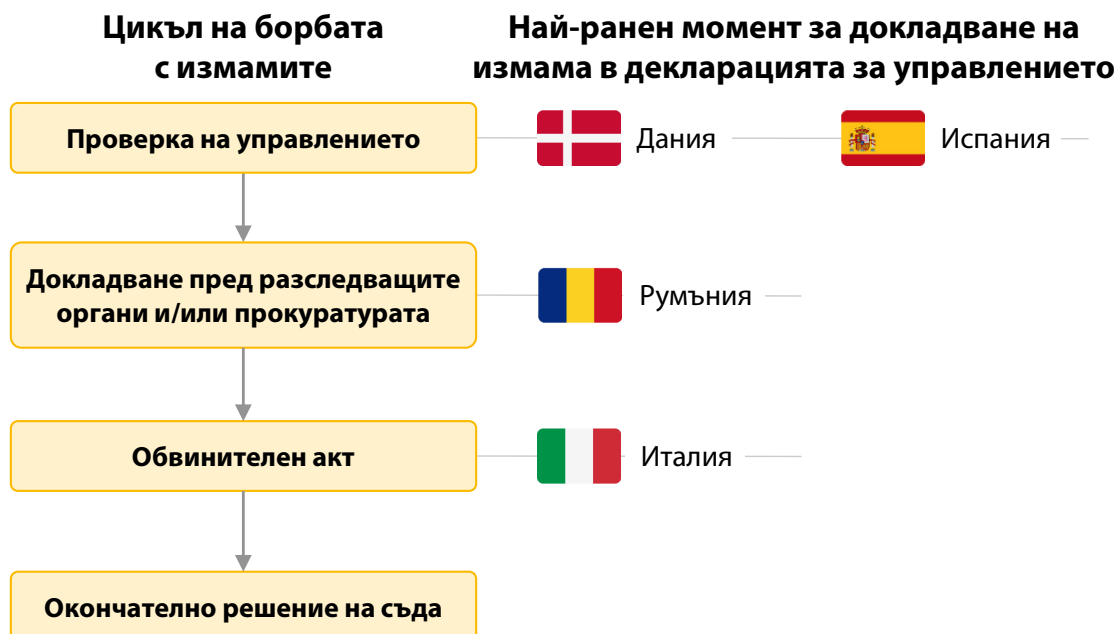 Цикъл на борбата
с измамите
Най-ранен момент за докладване на
измама в декларацията за управлението
Проверка на управлението
Дания
Испания
Докладване пред разследващите
органи и/или прокуратурата
Румъния
Обвинителен акт
Италия
Окончателно решение на съда